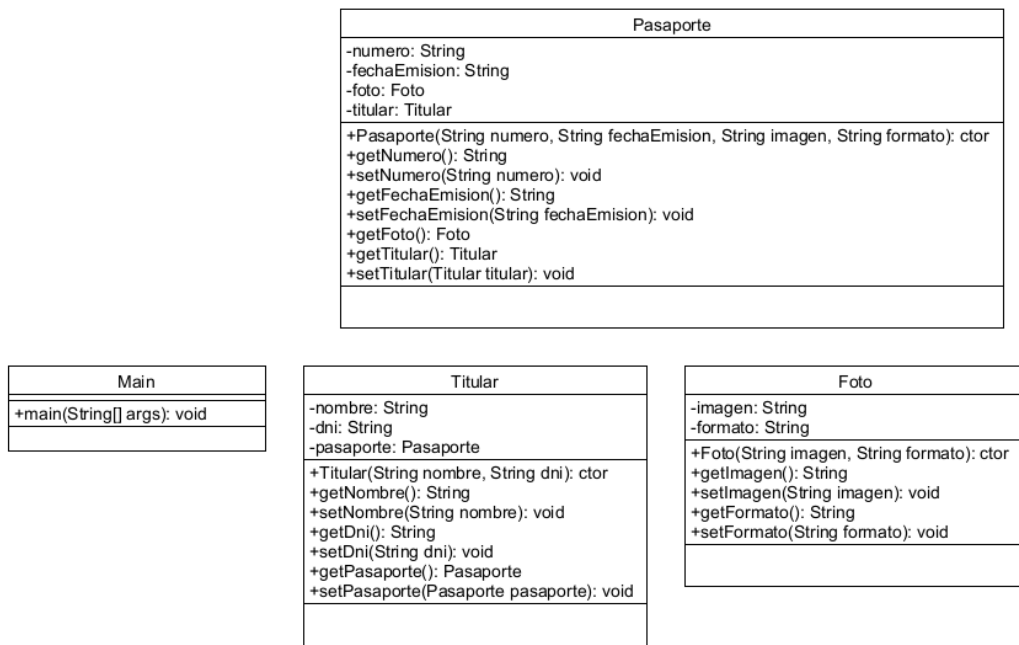 Pasaporte
-numero: String
-fechaEmision: String
-foto: Foto
-titular: Titular
+Pasaporte(String numero, String fechaEmision, String imagen, String formato): ctor
+getNumero(): String
+setNumero(String numero): void
+getFechaEmision(): String
+setFechaEmision(String fechaEmision): void
+getFoto(): Foto
+getTitular(): Titular
+setTitular(Titular titular): void
Main
+main(String[] args): void
Titular
-nombre: String
-dni: String
-pasaporte: Pasaporte
+Titular(String nombre, String dni): ctor
+getNombre(): String
+setNombre(String nombre): void
+getDni(): String
+setDni(String dni): void
+getPasaporte(): Pasaporte
+setPasaporte(Pasaporte pasaporte): void
Foto
-imagen: String
-formato: String
+Foto(String imagen, String formato): ctor
+getImagen(): String
+setImagen(String imagen): void
+getFormato(): String
+setFormato(String formato): void